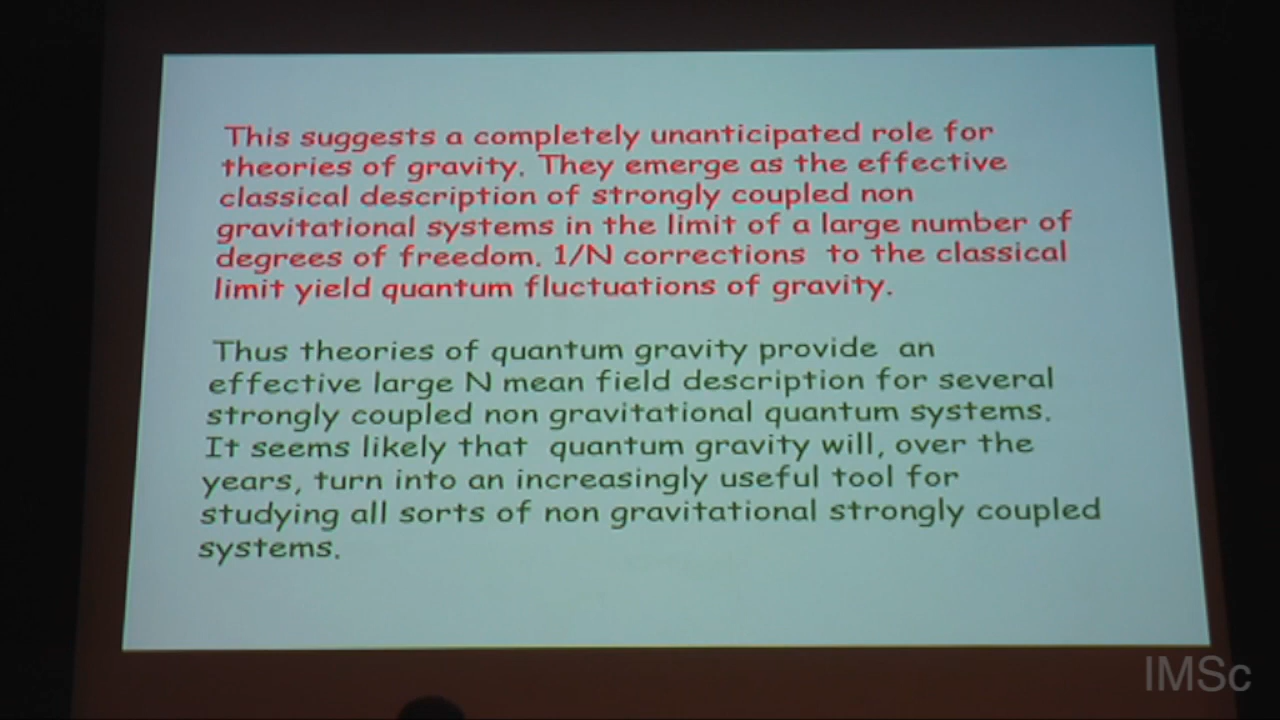 This suggests a completely unanticipated role for
theories of gravity. They emerge as the effective
classical description of strongly coupled non
gravitational systems in the limit of a large number of
degrees of freedom. 1/N corrections to the classical
limit yield quantum fluctuations of gravity.
Thus theories of quantum gravity provide an
effective large N mean field description for several
strongly coupled non gravitational quantum systems.
It seems likely that quantum gravity will, over the
years, turn into an increasingly useful tool for
studying all sorts of non gravitational strongly coupled
systems.
IMSc